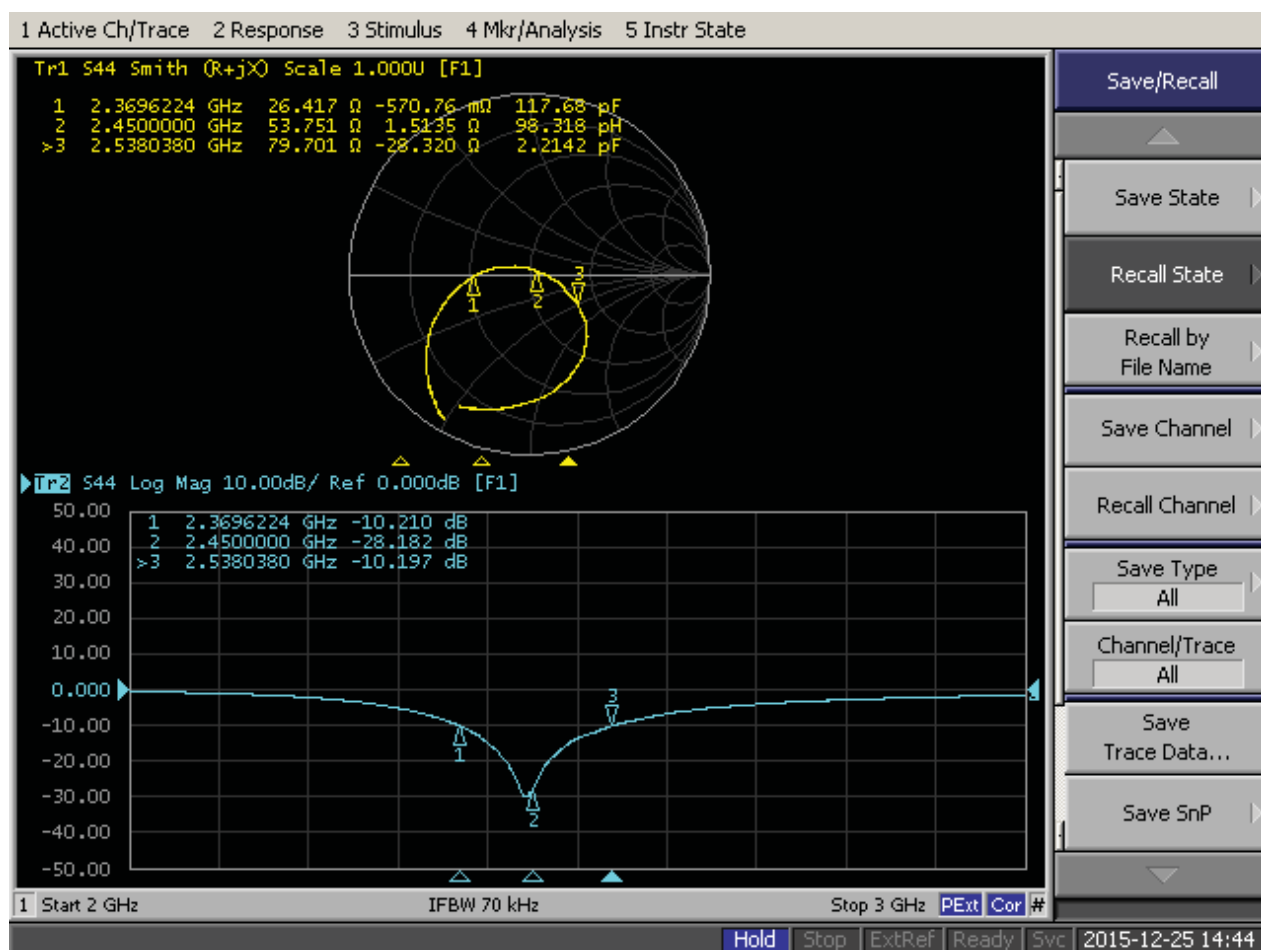 1 Active Ch/Trace 2 Response 3 Stimulus 4 Mkr/Analysis 5 Instr State
Tr1 S44 Smith (R+jX) Scale 1.000U [F1]
1 2.3696224 GHz 26.417 Ω -570.76 mΩ 117.68 pF
2 2.4500000 GHz 53.751 Ω 1.5135 Ω 98.318 pH
>3 2.5380380 GHz 79.701 Ω -28.320 Ω 2.2142 pF
1
2
3
Tr2 S44 Log Mag 10.00dB/ Ref 0.000dB [F1]
50.00
40.00
30.00
20.00
10.00
0.000
-10.00
-20.00
-30.00
-40.00
-50.00
1 2.3696224 GHz -10.210 dB
2 2.4500000 GHz -28.182 dB
>3 2.5380380 GHz -10.197 dB
1
2
3
1 Start 2 GHz IFBW 70 kHz Stop 3 GHz PExt Cor #
Save/Recall
Save State
Recall State
Recall by
File Name
Save Channel
Recall Channel
Save Type
All
Channel/Trace
All
Save
Trace Data...
Save SnP
Hold Stop ExtRef Ready Svc 2015-12-25 14:44